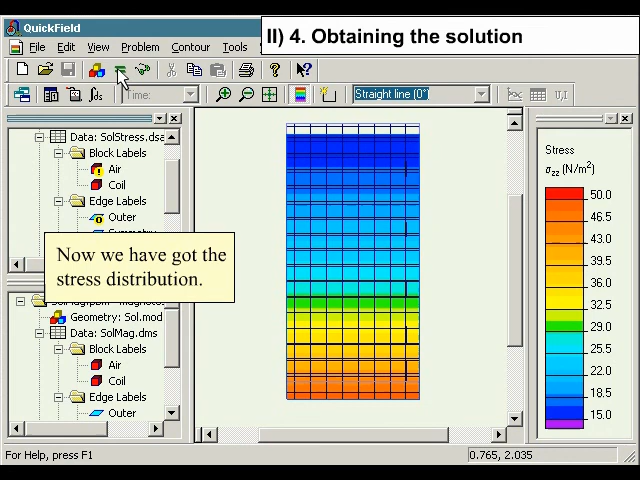 QuickField
II) 4. Obtaining the solution
File Edit View Problem Contour Tools
Time:
Straight line (0°)
Data: SolStress.dsa
Block Labels
Air
Coil
Edge Labels
Outer
Now we have got the
stress distribution.
Geometry: Sol.mod
Data: SolMag.dms
Block Labels
Air
Coil
Edge Labels
Outer
Stress
σzz (N/m²)
50.0
46.5
43.0
39.5
36.0
32.5
29.0
25.5
22.0
18.5
15.0
For Help, press F1
0.765, 2.035